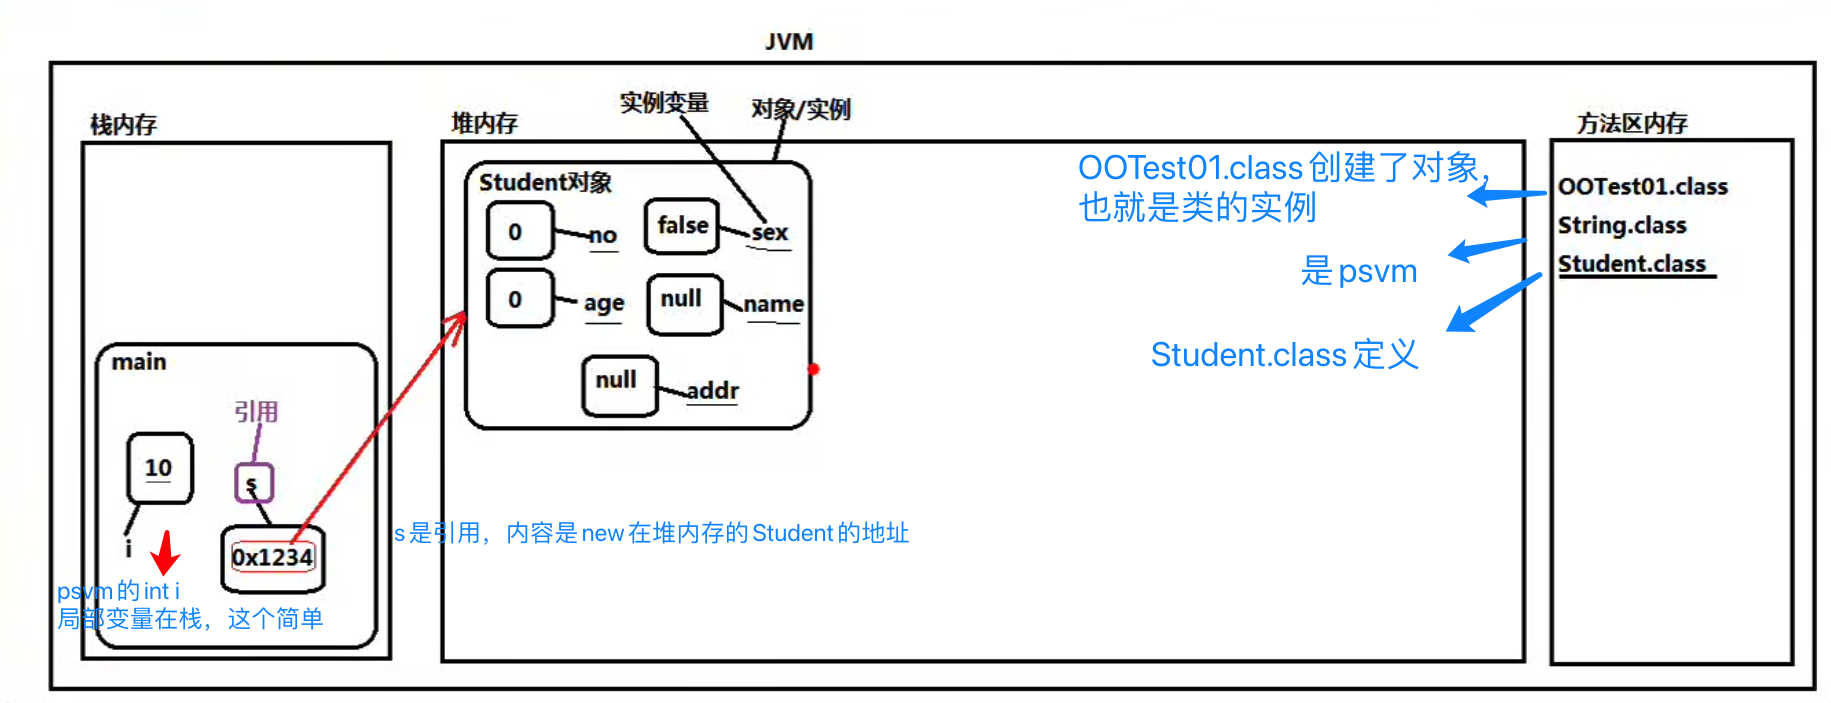 JVM
栈内存
main
引用
10
s
i
0x1234
psvm的int i
局部变量在栈，这个简单
堆内存
实例变量
对象/实例
Student对象
0
no
false
sex
0
age
null
name
null
addr
s是引用，内容是new在堆内存的Student的地址
OOTest01.class创建了对象，
也就是类的实例
是psvm
Student.class定义
方法区内存
OOTest01.class
String.class
Student.class